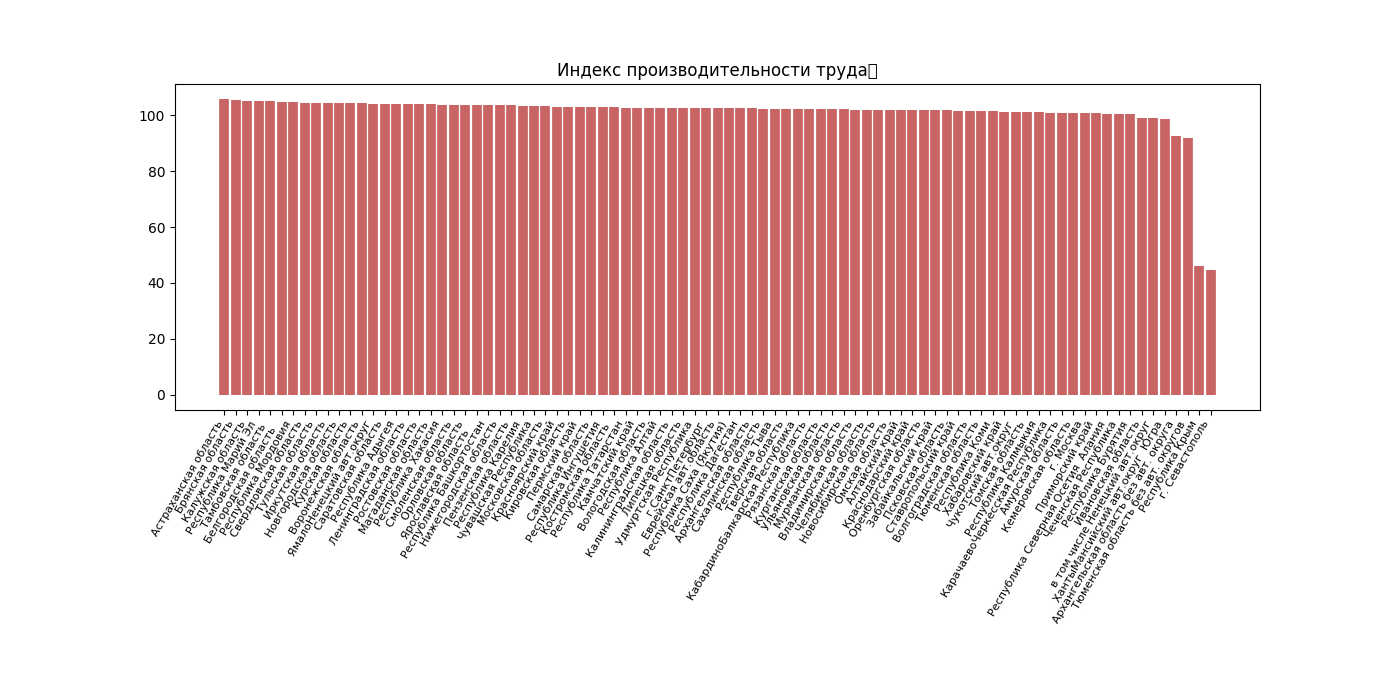 Индекс производительности труда
100
80
60
40
20
0
Астраханская область
Брянская область
Калужская область
Республика Марий Эл
Тамбовская область
Белгородская область
Республика Мордовия
Свердловская область
Тульская область
Иркутская область
Новгородская область
Курская область
Воронежская область
Ненецкий авт. округ
Саратовская область
Республика Адыгея
Ленинградская область
Ростовская область
Республика Хакасия
Магаданская область
Смоленская область
Орловская область
Ярославская область
Республика Башкортостан
Нижегородская область
Пензенская область
Республика Карелия
Чувашская Республика
Московская область
Красноярский край
Кировская область
Пермский край
Самарская область
Республика Ингушетия
Костромская область
Республика Татарстан
Камчатский край
Вологодская область
Республика Алтай
Калининградская область
Липецкая область
Удмуртская Республика
Еврейская авт. область
Республика Саха (Якутия)
Республика Дагестан
Архангельская область
Сахалинская область
Республика Тыва
Тверская область
КабардиноБалкарская Республика
Рязанская область
Курганская область
Ульяновская область
Мурманская область
Владимирская область
Челябинская область
Новосибирская область
Омская область
Алтайский край
Краснодарский край
Оренбургская область
Забайкальский край
Псковская область
Ставропольский край
Волгоградская область
Тюменская область
Республика Коми
Хабаровский край
Чукотский авт. округ
Томская область
Республика Калмыкия
КарачаевоЧеркесская Республика
Амурская область
Кемеровская область
г. Москва
Приморский край
Республика Северная Осетия Алания
Чеченская Республика
Республика Бурятия
Ивановская область
в том числе Ненецкий авт. округ
ХантыМансийский авт. округ Югра
Архангельская область без авт. округа
Тюменская область без авт. округов
Республика Крым
г. Севастополь